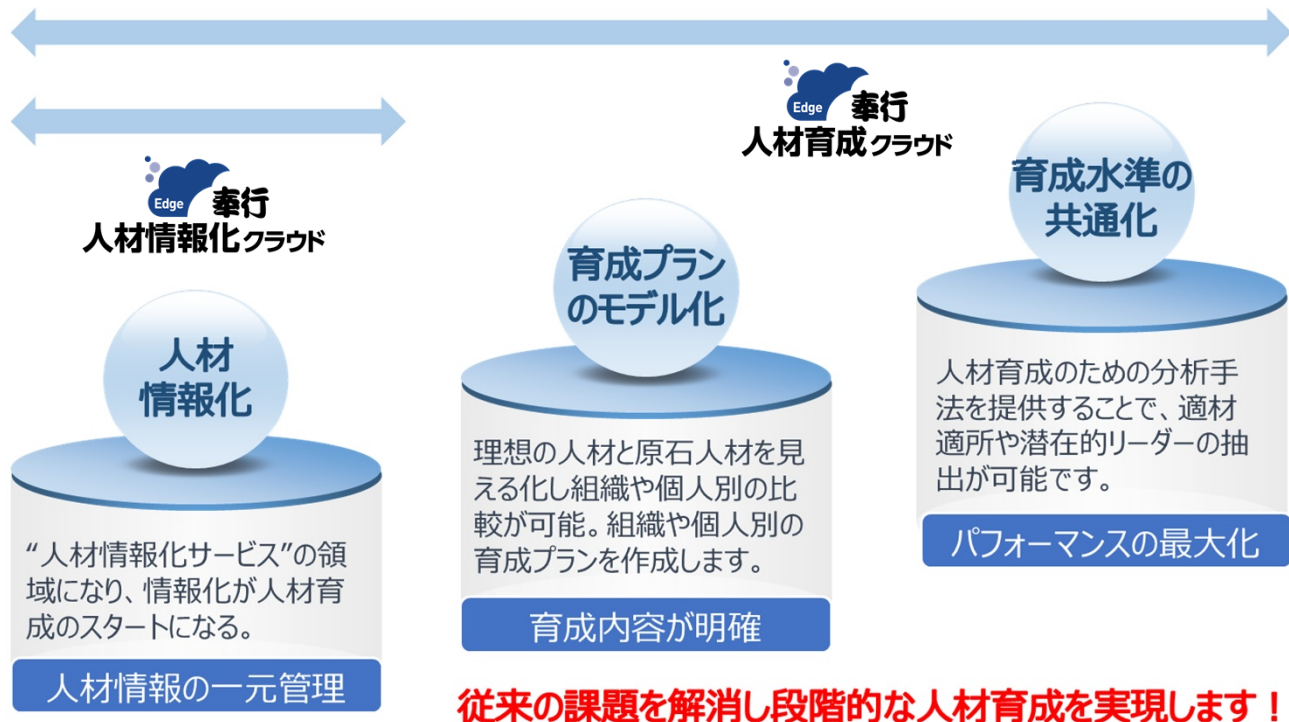 Edge 奉行
人材育成クラウド
Edge 奉行
人材情報化クラウド
人材
情報化
“人材情報化サービス”の領
域になり、情報化が人材育
成のスタートになる。
人材情報の一元管理
育成プラン
のモデル化
理想の人材と原石人材を見
える化し組織や個人別の比
較が可能。組織や個人別の
育成プランを作成します。
育成内容が明確
育成水準の
共通化
人材育成のための分析手
法を提供することで、適材
適所や潜在的リーダーの抽
出が可能です。
パフォーマンスの最大化
従来の課題を解消し段階的な人材育成を実現します！